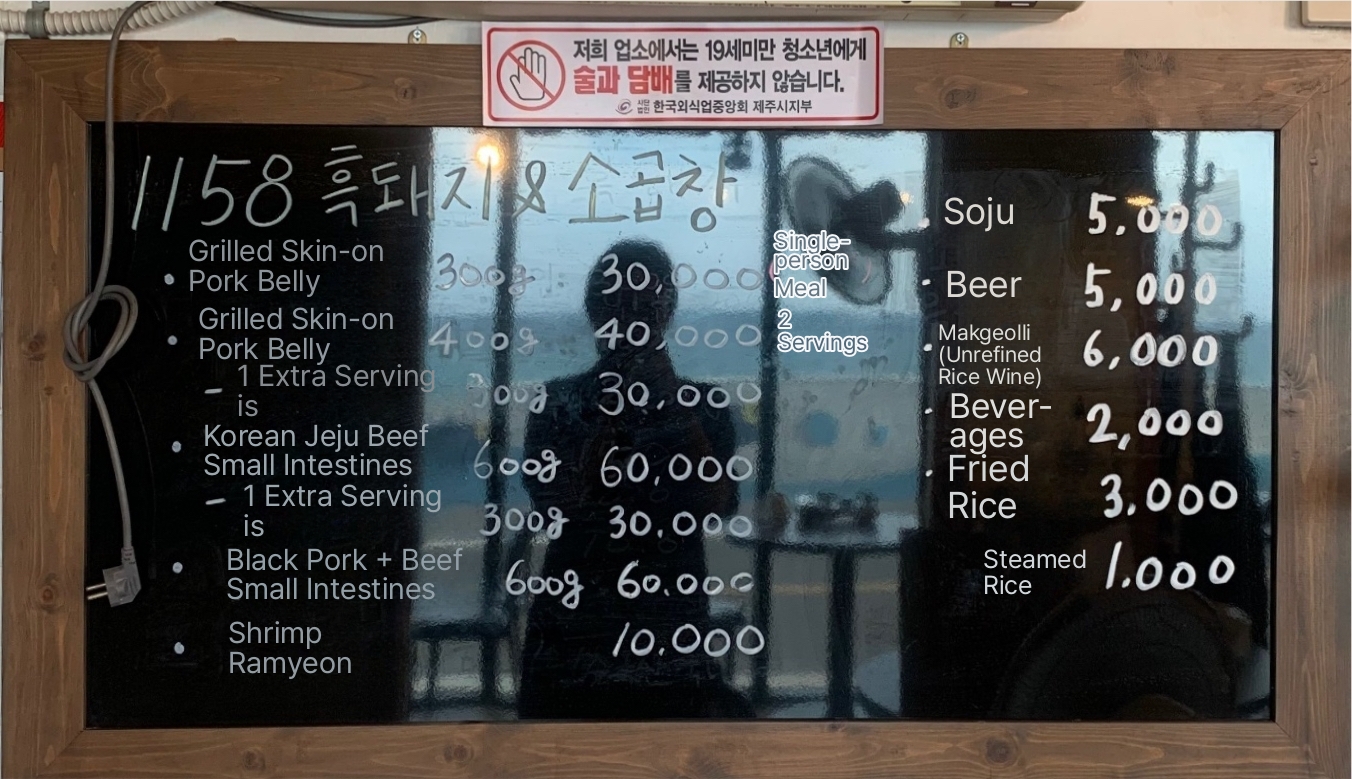 저희 업소에서는 19세미만 청소년에게
술과 담배를 제공하지 않습니다.
사단법인 한국외식업중앙회 제주시지부
1158 흑돼지 & 소곱창
Grilled Skin-on
Pork Belly 300g 30,000 Single-
person
Meal
Grilled Skin-on
Pork Belly 400g 40,000 2
Servings
- 1 Extra Serving
is 300g 30.000
Korean Jeju Beef
Small Intestines 600g 60,000
- 1 Extra Serving
is 300g 30.000
Black Pork + Beef
Small Intestines 600g 60.000
Shrimp
Ramyeon 10.000
Soju 5,000
Beer 5,000
Makgeolli
(Unrefined
Rice Wine) 6,000
Bever-
ages 2,000
Fried
Rice 3.000
Steamed
Rice 1.000